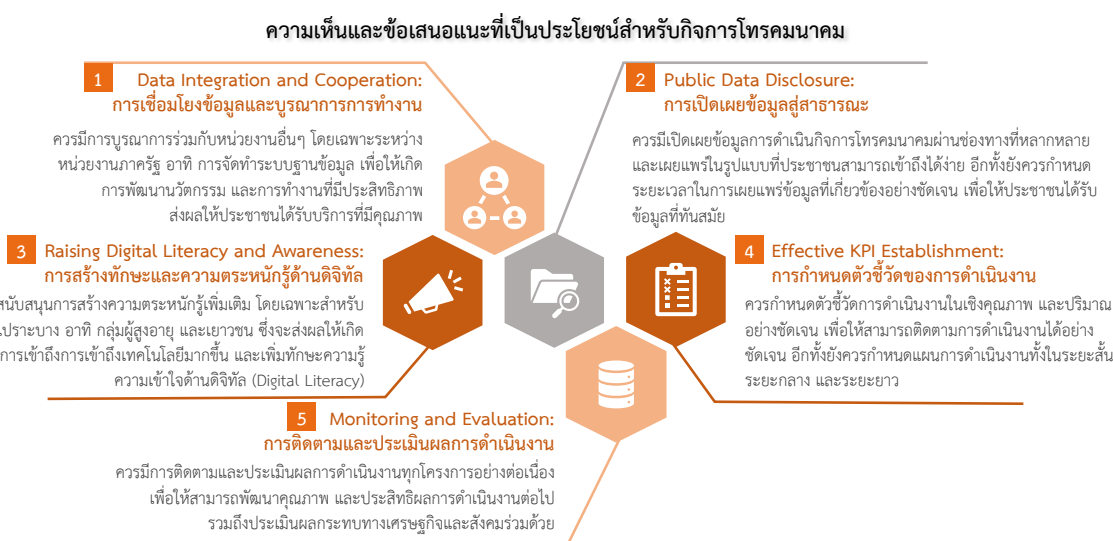 ความเห็นและข้อเสนอแนะที่เป็นประโยชน์สำหรับกิจการโทรคมนาคม
1 Data Integration and Cooperation:
การเชื่อมโยงข้อมูลและบูรณาการการทำงาน
ควรมีการบูรณาการร่วมกับหน่วยงานอื่นๆ โดยเฉพาะระหว่าง
หน่วยงานภาครัฐ อาทิ การจัดทำระบบฐานข้อมูล เพื่อให้เกิด
การพัฒนานวัตกรรม และการทำงานที่มีประสิทธิภาพ
ส่งผลให้ประชาชนได้รับบริการที่มีคุณภาพ
2 Public Data Disclosure:
การเปิดเผยข้อมูลสู่สาธารณะ
ควรมีเปิดเผยข้อมูลการดำเนินกิจการโทรคมนาคมผ่านช่องทางที่หลากหลาย
และเผยแพร่ในรูปแบบที่ประชาชนสามารถเข้าถึงได้ง่าย อีกทั้งยังควรกำหนด
ระยะเวลาในการเผยแพร่ข้อมูลที่เกี่ยวข้องอย่างชัดเจน เพื่อให้ประชาชนได้รับ
ข้อมูลที่ทันสมัย
3 Raising Digital Literacy and Awareness:
การสร้างทักษะและความตระหนักรู้ด้านดิจิทัล
สนับสนุนการสร้างความตระหนักรู้เพิ่มเติม โดยเฉพาะสำหรับ
เปราะบาง อาทิ กลุ่มผู้สูงอายุ และเยาวชน ซึ่งจะส่งผลให้เกิด
การเข้าถึงการเข้าถึงเทคโนโลยีมากขึ้น และเพิ่มทักษะความรู้
ความเข้าใจด้านดิจิทัล (Digital Literacy)
4 Effective KPI Establishment:
การกำหนดตัวชี้วัดของการดำเนินงาน
ควรกำหนดตัวชี้วัดการดำเนินงานในเชิงคุณภาพ และปริมาณ
อย่างชัดเจน เพื่อให้สามารถติดตามการดำเนินงานได้อย่าง
ชัดเจน อีกทั้งยังควรกำหนดแผนการดำเนินงานทั้งในระยะสั้น
ระยะกลาง และระยะยาว
5 Monitoring and Evaluation:
การติดตามและประเมินผลการดำเนินงาน
ควรมีการติดตามและประเมินผลการดำเนินงานทุกโครงการอย่างต่อเนื่อง
เพื่อให้สามารถพัฒนาคุณภาพ และประสิทธิผลการดำเนินงานต่อไป
รวมถึงประเมินผลกระทบทางเศรษฐกิจและสังคมร่วมด้วย